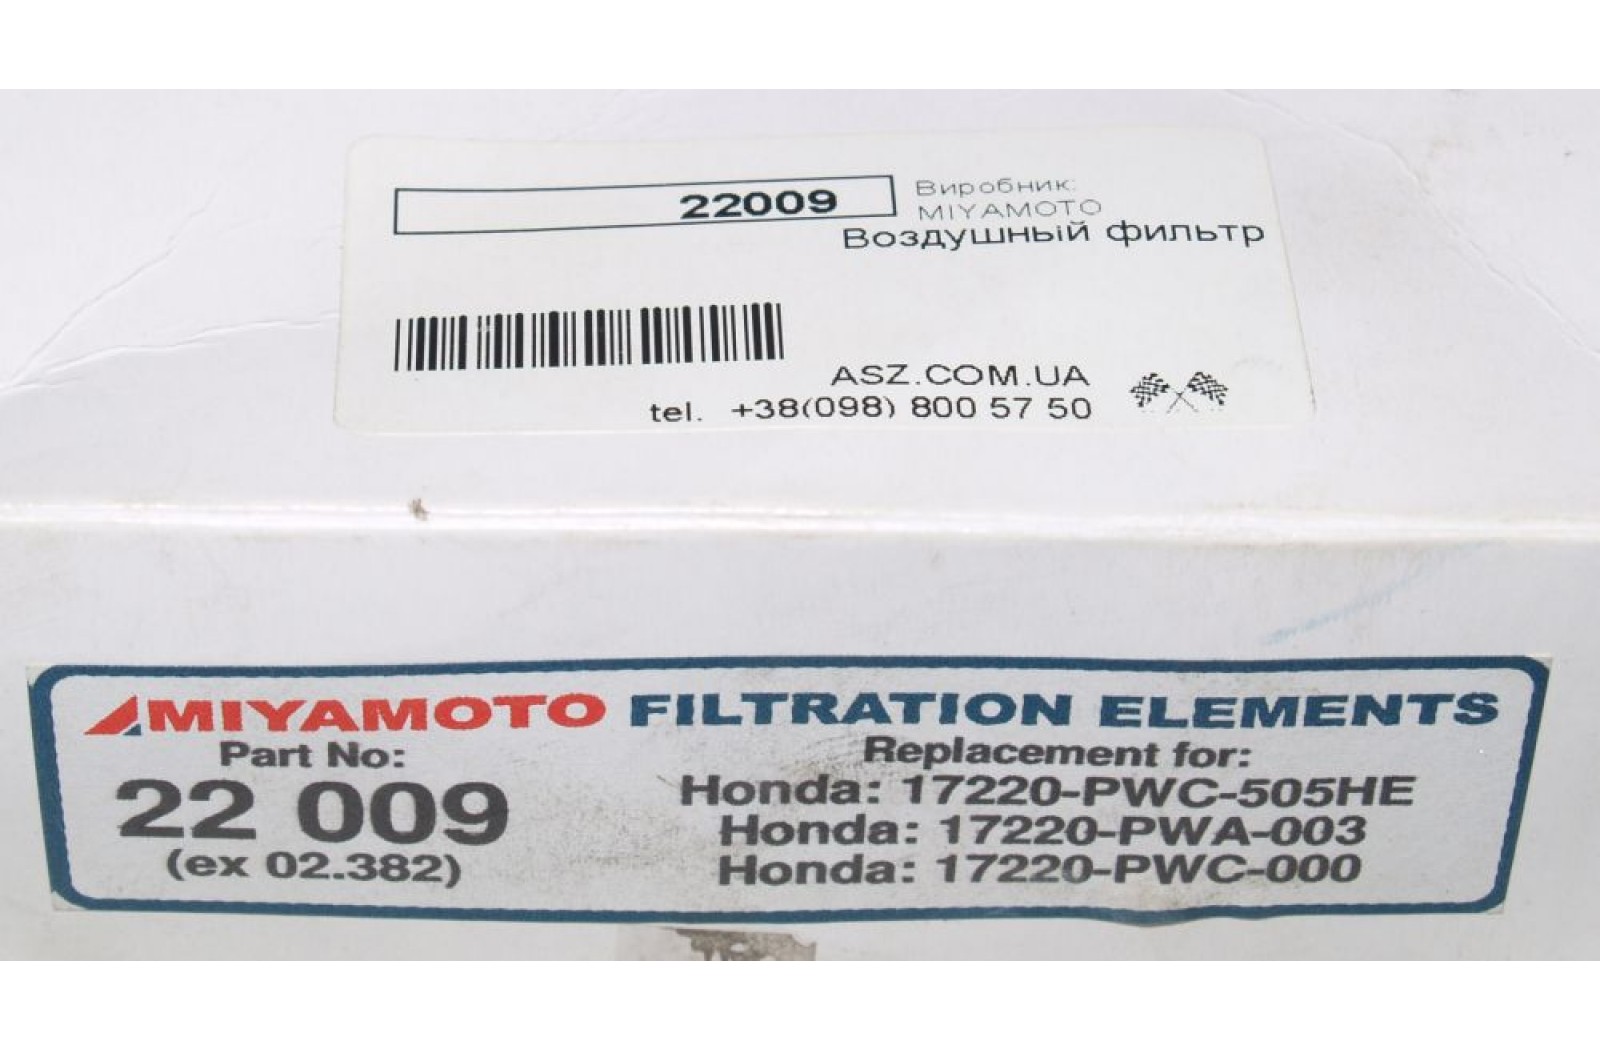 22009
Виробник:
MIYAMOTO
Воздушный фильтр
ASZ.COM.UA
tel. +38(098) 800 57 50
MIYAMOTO FILTRATION ELEMENTS
Part No:
22 009
(ex 02.382)
Replacement for:
Honda: 17220-PWC-505HE
Honda: 17220-PWA-003
Honda: 17220-PWC-000